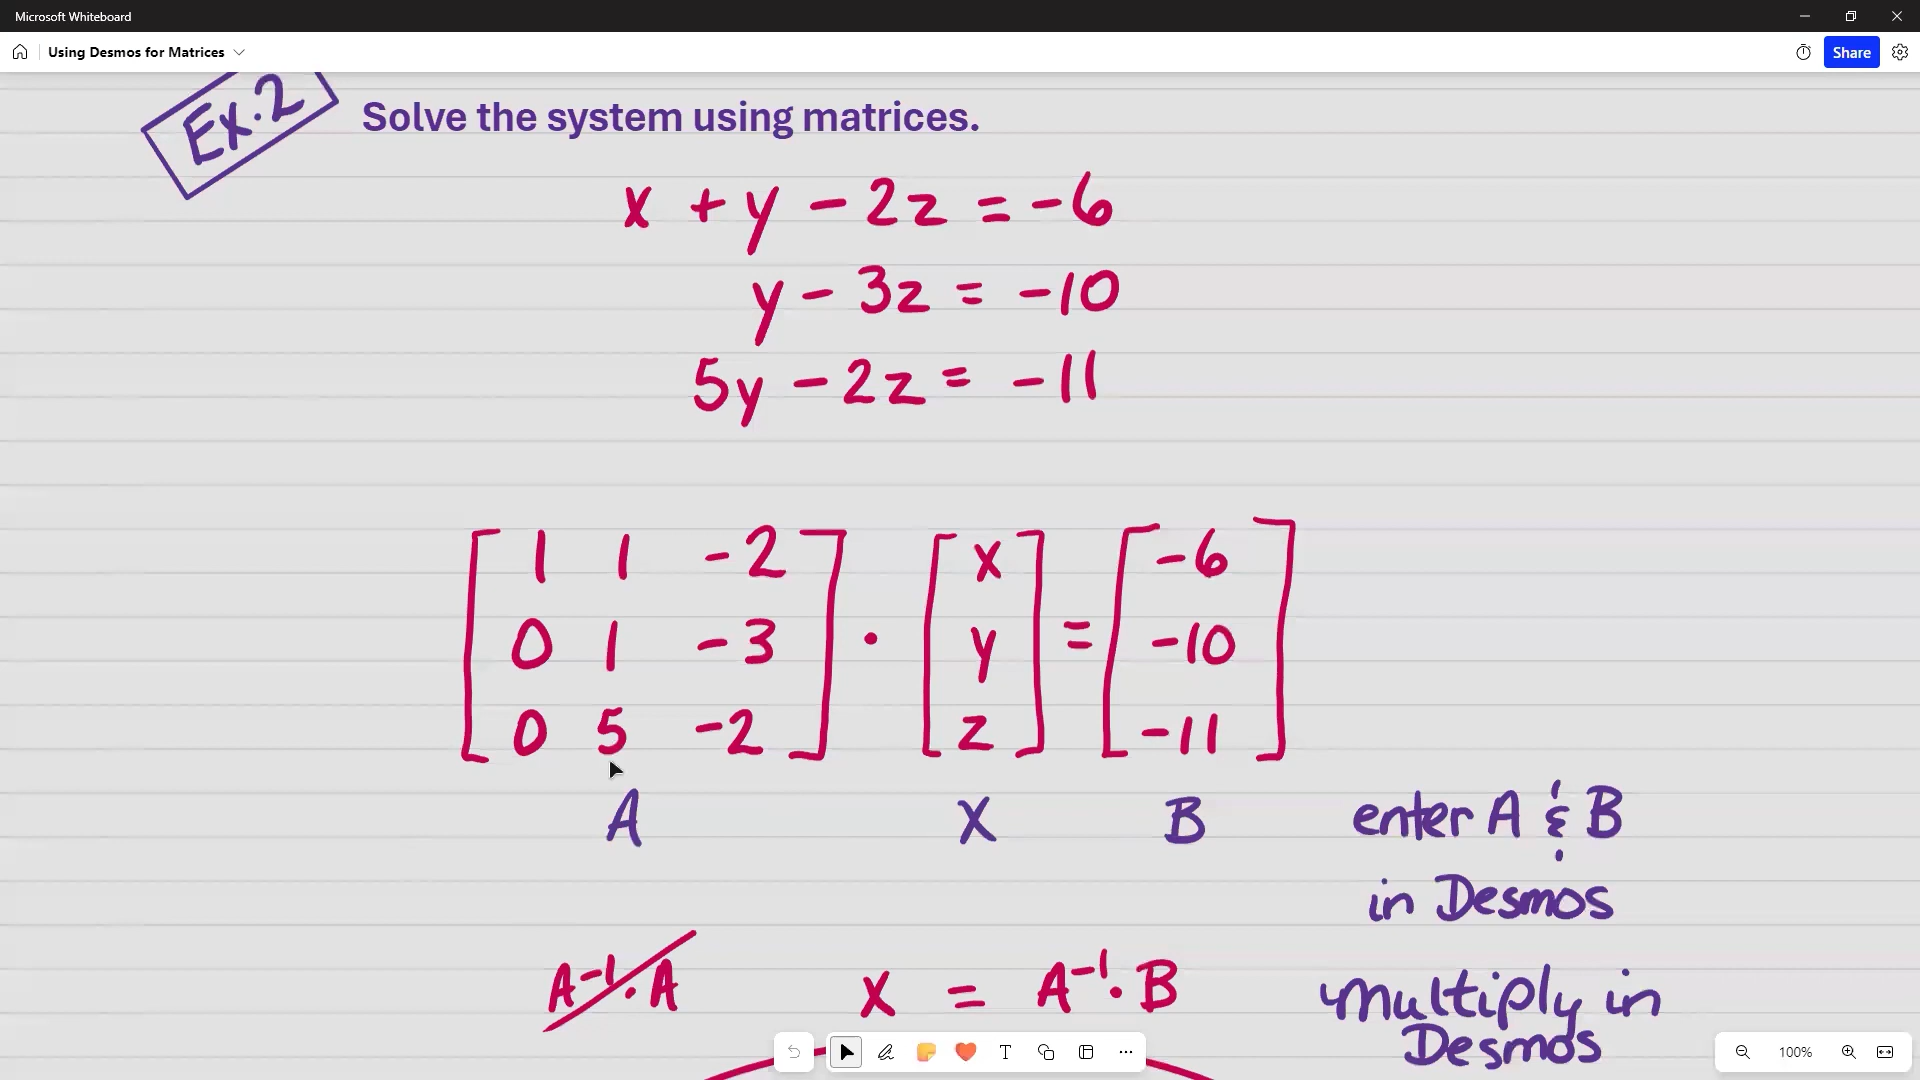 Microsoft Whiteboard
Using Desmos for Matrices
Share
Ex.2
Solve the system using matrices.
x + y - 2z = -6
y - 3z = -10
5y - 2z = -11
1 1 -2
0 1 -3
0 5 -2
·
x
y
z
=
-6
-10
-11
A X B
enter A & B
in Desmos
A⁻¹·A X = A⁻¹·B
multiply in
Desmos
T
100%